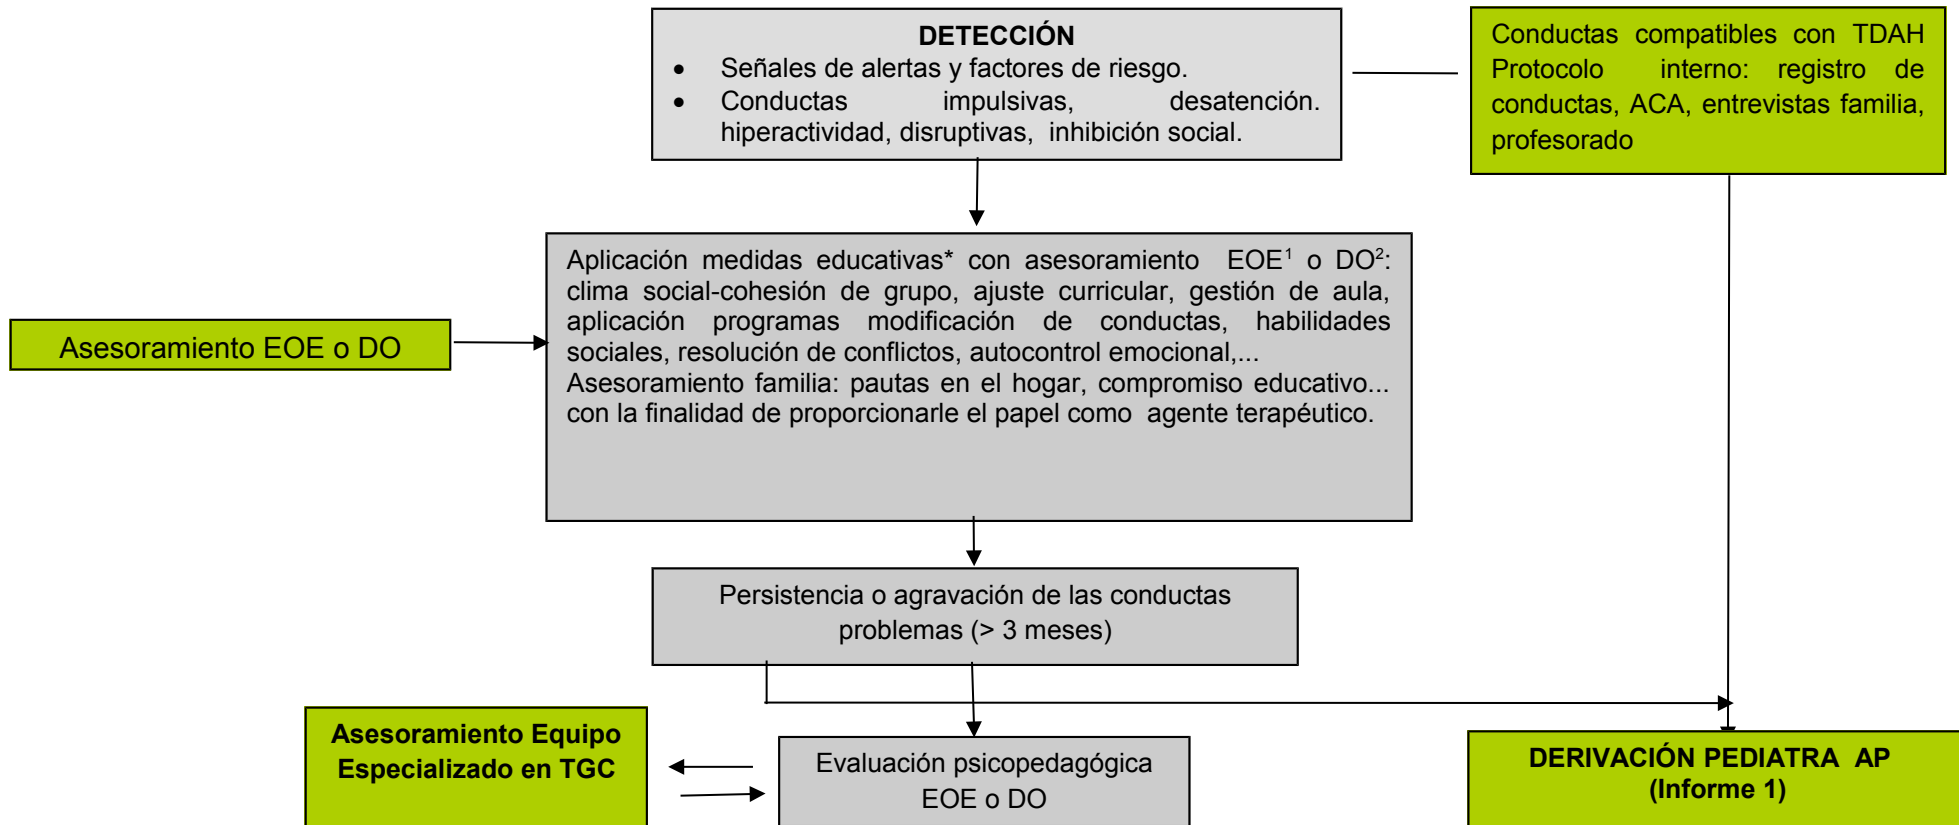 DETECCIÓN
• Señales de alertas y factores de riesgo.
• Conductas impulsivas, desatención.
hiperactividad, disruptivas, inhibición social.
Conductas compatibles con TDAH
Protocolo interno: registro de
conductas, ACA, entrevistas familia,
profesorado
Asesoramiento EOE o DO
Aplicación medidas educativas* con asesoramiento EOE¹ o DO²:
clima social-cohesión de grupo, ajuste curricular, gestión de aula,
aplicación programas modificación de conductas, habilidades
sociales, resolución de conflictos, autocontrol emocional,...
Asesoramiento familia: pautas en el hogar, compromiso educativo...
con la finalidad de proporcionarle el papel como agente terapéutico.
Persistencia o agravación de las conductas
problemas (> 3 meses)
Asesoramiento Equipo
Especializado en TGC
Evaluación psicopedagógica
EOE o DO
DERIVACIÓN PEDIATRA AP
(Informe 1)